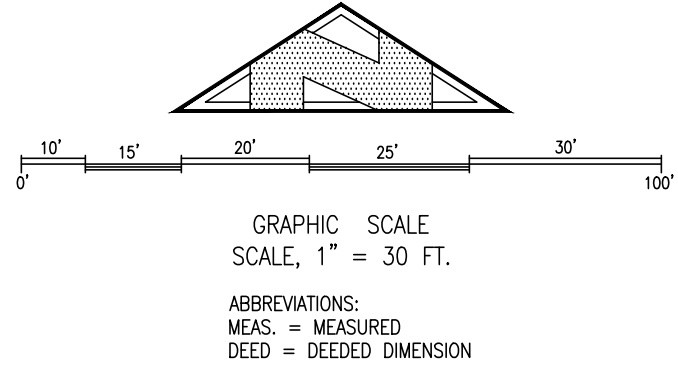 10' 15' 20' 25' 30'
0' 100'
GRAPHIC SCALE
SCALE, 1" = 30 FT.
ABBREVIATIONS:
MEAS. = MEASURED
DEED = DEEDED DIMENSION